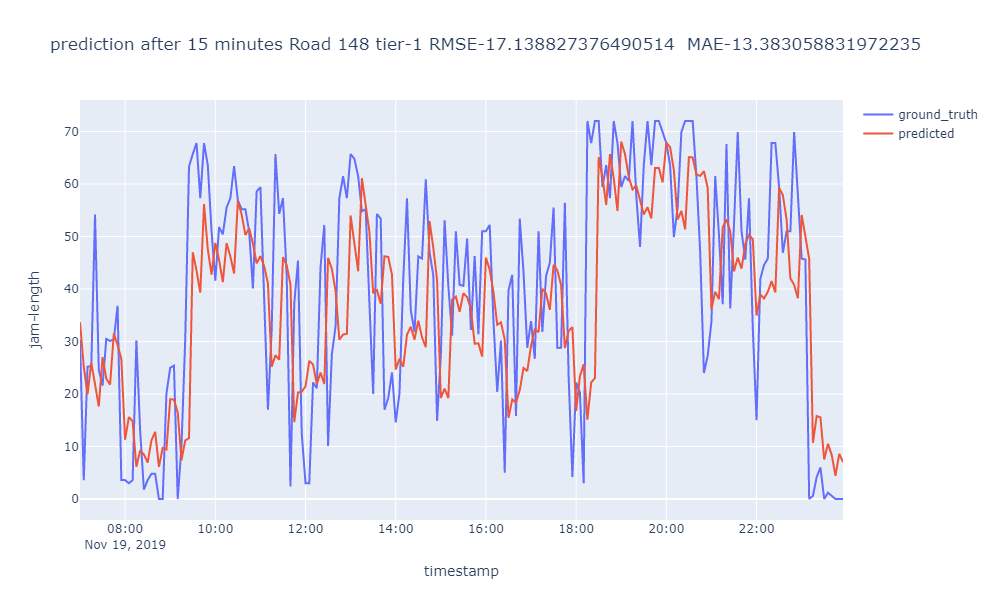 prediction after 15 minutes Road 148 tier-1 RMSE-17.138827376490514  MAE-13.383058831972235
ground_truth
predicted
jam-length
70
60
50
40
30
20
10
0
08:00 10:00 12:00 14:00 16:00 18:00 20:00 22:00
Nov 19, 2019
timestamp